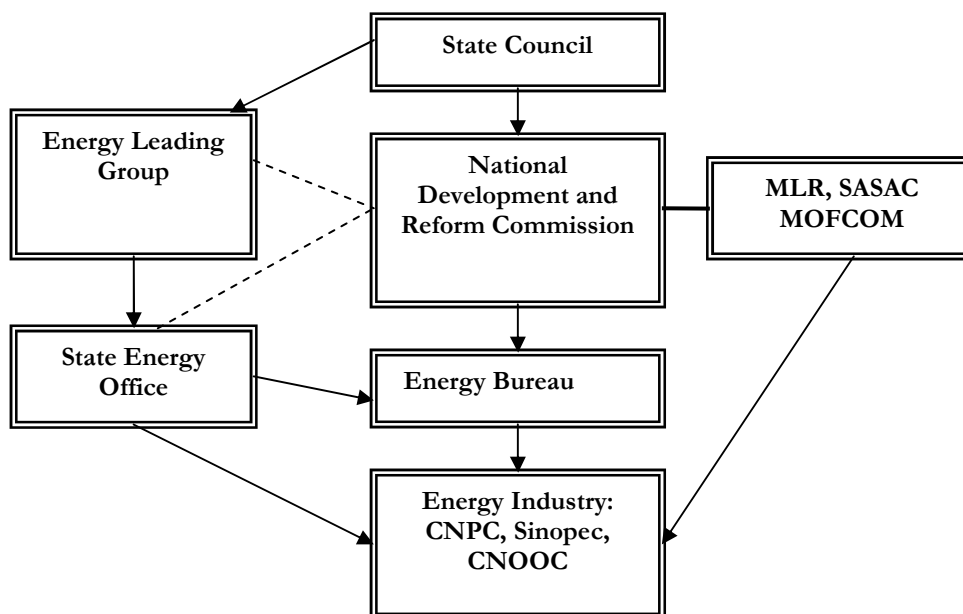 State Council
Energy Leading
Group
National
Development and
Reform Commission
MLR, SASAC
MOFCOM
State Energy
Office
Energy Bureau
Energy Industry:
CNPC, Sinopec,
CNOOC